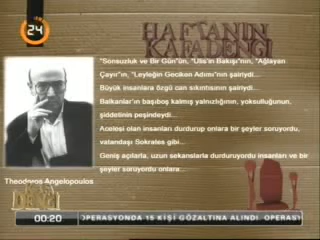 24
HAFTANIN
KAFADENGİ
"Sonsuzluk ve Bir Gün"ün, "Ulis'in Bakışı"nın, "Ağlayan
Çayır"ın, "Leyleğin Geciken Adımı"nın şairiydi...
Büyük insanlara özgü can sıkıntısının şairiydi...
Balkanlar'ın başıboş kalmış yalnızlığının, yoksulluğunun,
şiddetinin peşindeydi...
Acelesi olan insanları durdurup onlara bir şeyler soruyordu,
vatandaşı Sokrates gibi...
Geniş açılarla, uzun sekanslarla durduruyordu insanları ve bir
şeyler soruyordu onlara...
Theodoros Angelopoulos
00:20
OPERASYONDA 15 KİŞİ GÖZALTINA ALINDI. OPERASY